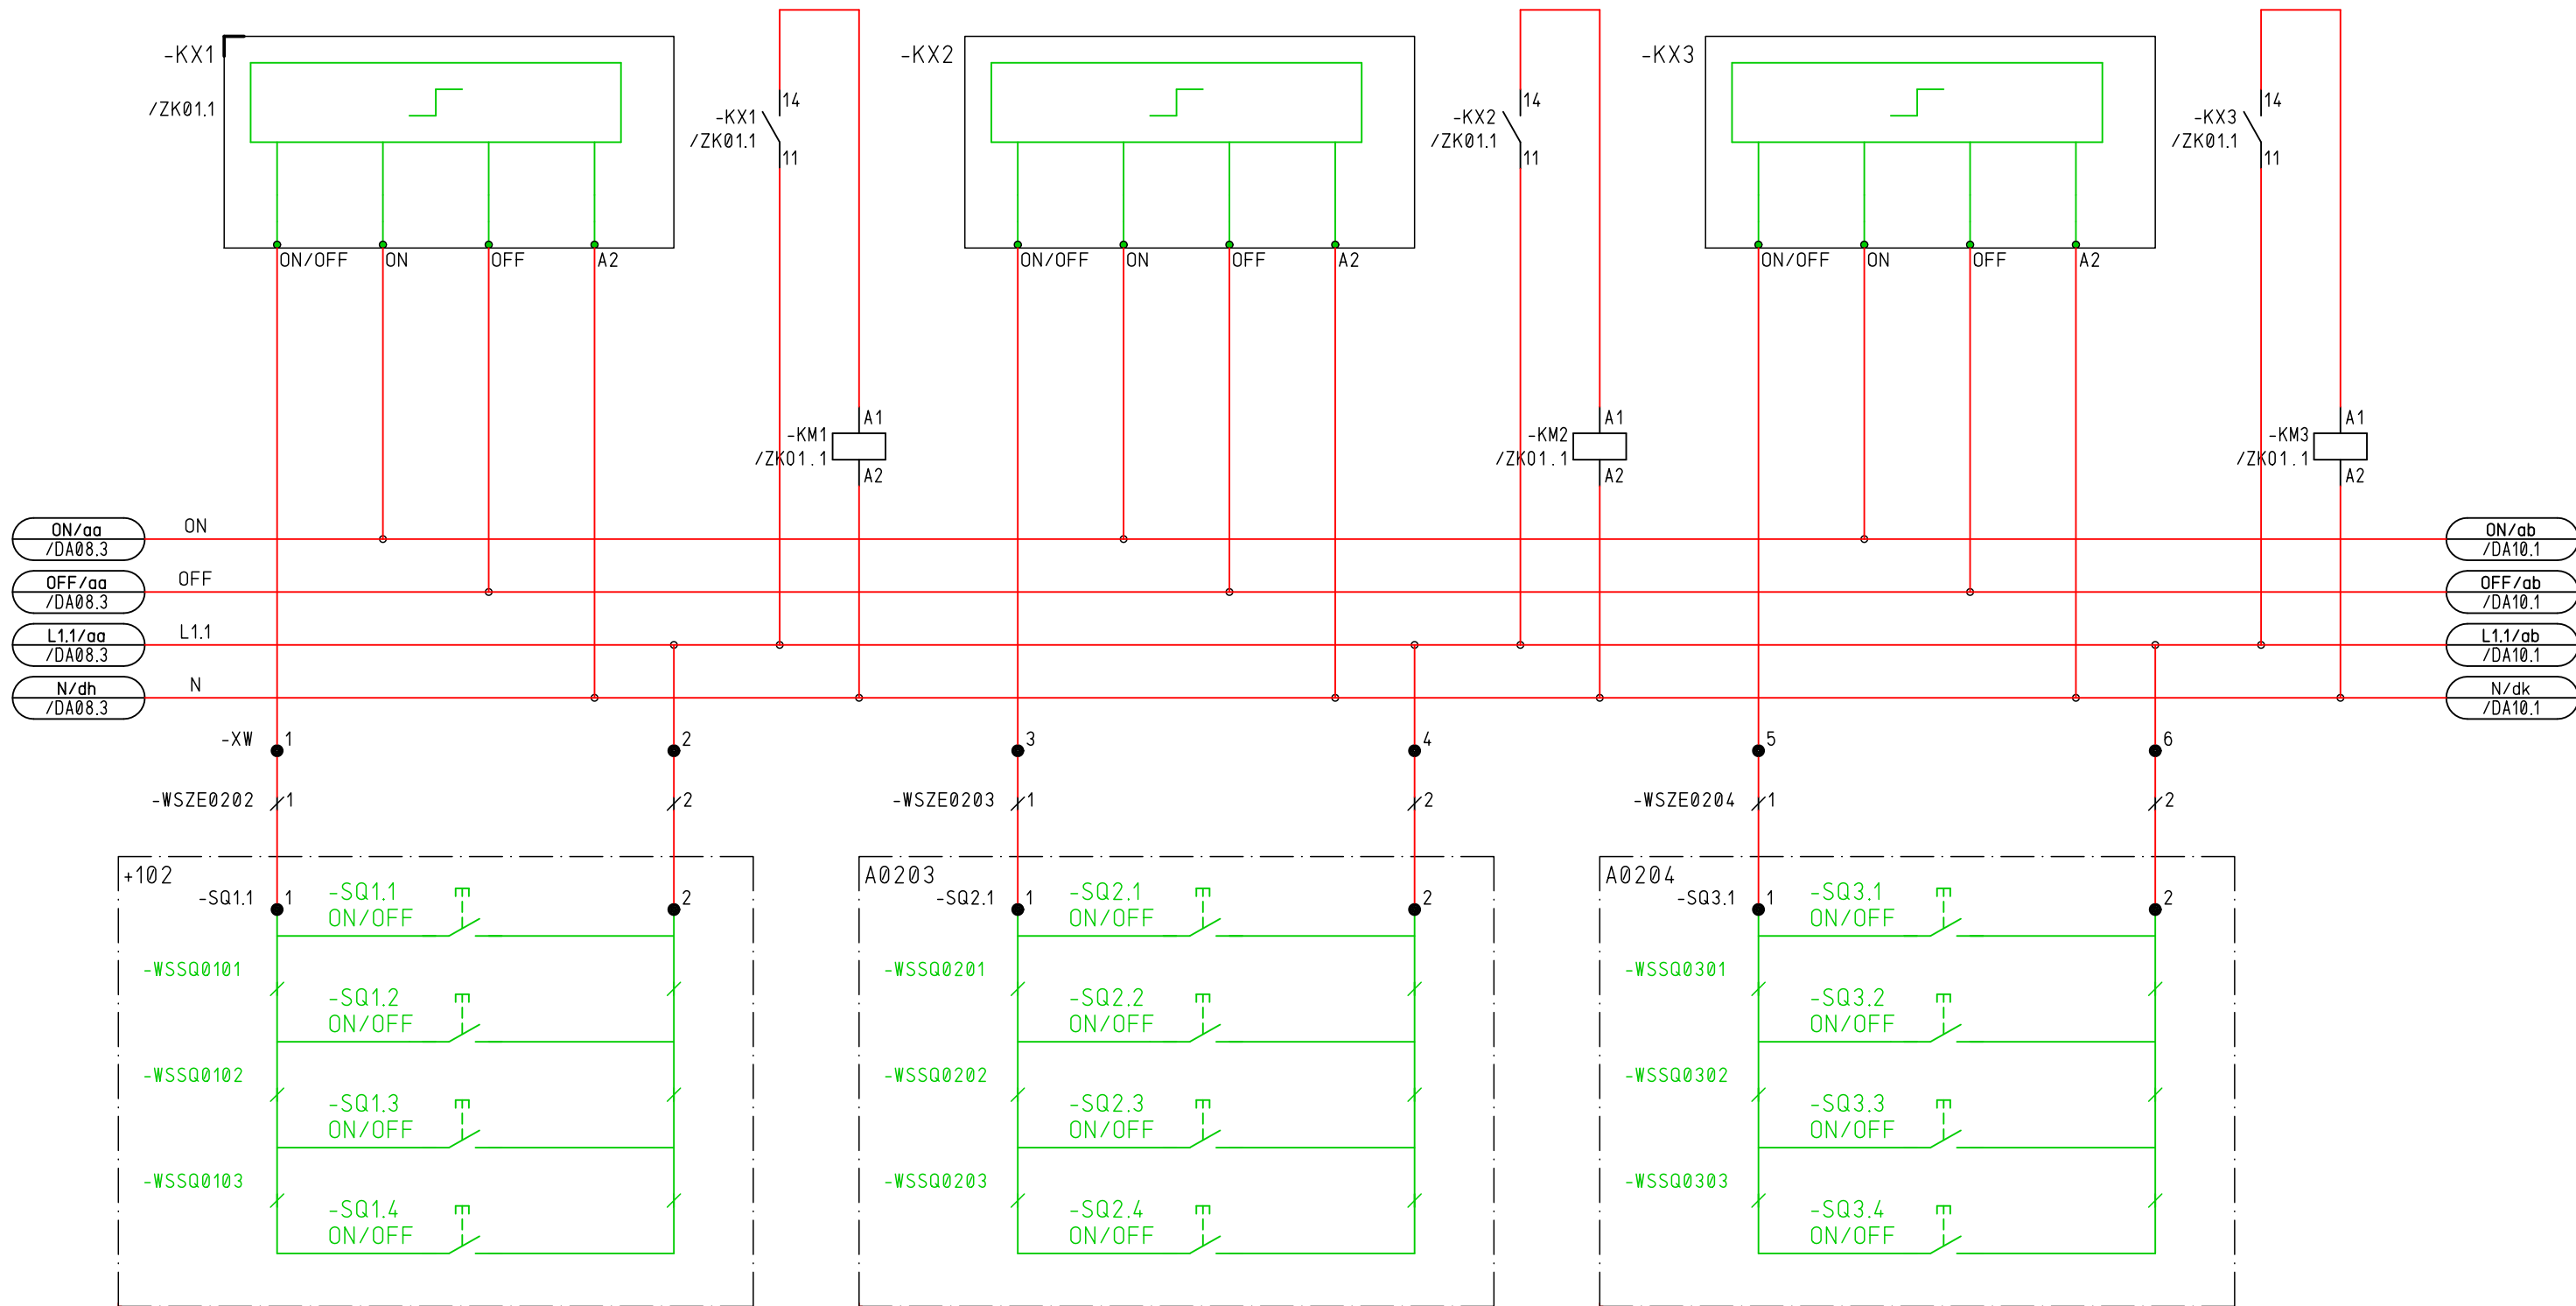 -KX1
/ZK01.1
ON/OFF
ON
OFF
A2
-KX1
/ZK01.1
14
11
-KM1
/ZK01.1
A1
A2
-KX2
ON/OFF
ON
OFF
A2
-KX2
/ZK01.1
14
11
-KM2
/ZK01.1
A1
A2
-KX3
ON/OFF
ON
OFF
A2
-KX3
/ZK01.1
14
11
-KM3
/ZK01.1
A1
A2
ON/aa
/DA08.3
ON
ON/ab
/DA10.1
OFF/aa
/DA08.3
OFF
OFF/ab
/DA10.1
L1.1/aa
/DA08.3
L1.1
L1.1/ab
/DA10.1
N/dh
/DA08.3
N
N/dk
/DA10.1
-XW
1
2
3
4
5
6
-WSZE0202
1
2
-WSZE0203
1
2
-WSZE0204
1
2
+102
-SQ1.1
1
2
-SQ1.1
ON/OFF
-WSSQ0101
-SQ1.2
ON/OFF
-WSSQ0102
-SQ1.3
ON/OFF
-WSSQ0103
-SQ1.4
ON/OFF
A0203
-SQ2.1
1
2
-SQ2.1
ON/OFF
-WSSQ0201
-SQ2.2
ON/OFF
-WSSQ0202
-SQ2.3
ON/OFF
-WSSQ0203
-SQ2.4
ON/OFF
A0204
-SQ3.1
1
2
-SQ3.1
ON/OFF
-WSSQ0301
-SQ3.2
ON/OFF
-WSSQ0302
-SQ3.3
ON/OFF
-WSSQ0303
-SQ3.4
ON/OFF